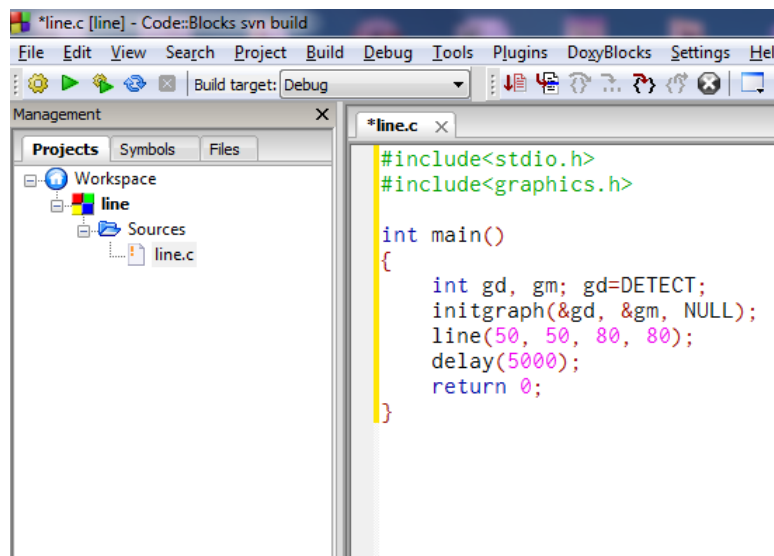 *line.c [line] - Code::Blocks svn build
File Edit View Search Project Build Debug Tools Plugins DoxyBlocks Settings
Build target: Debug
Management X
*line.c
Projects Symbols Files
Workspace
line
Sources
line.c
#include<stdio.h>
#include<graphics.h>
int main()
{
int gd, gm; gd=DETECT;
initgraph(&gd, &gm, NULL);
line(50, 50, 80, 80);
delay(5000);
return 0;
}